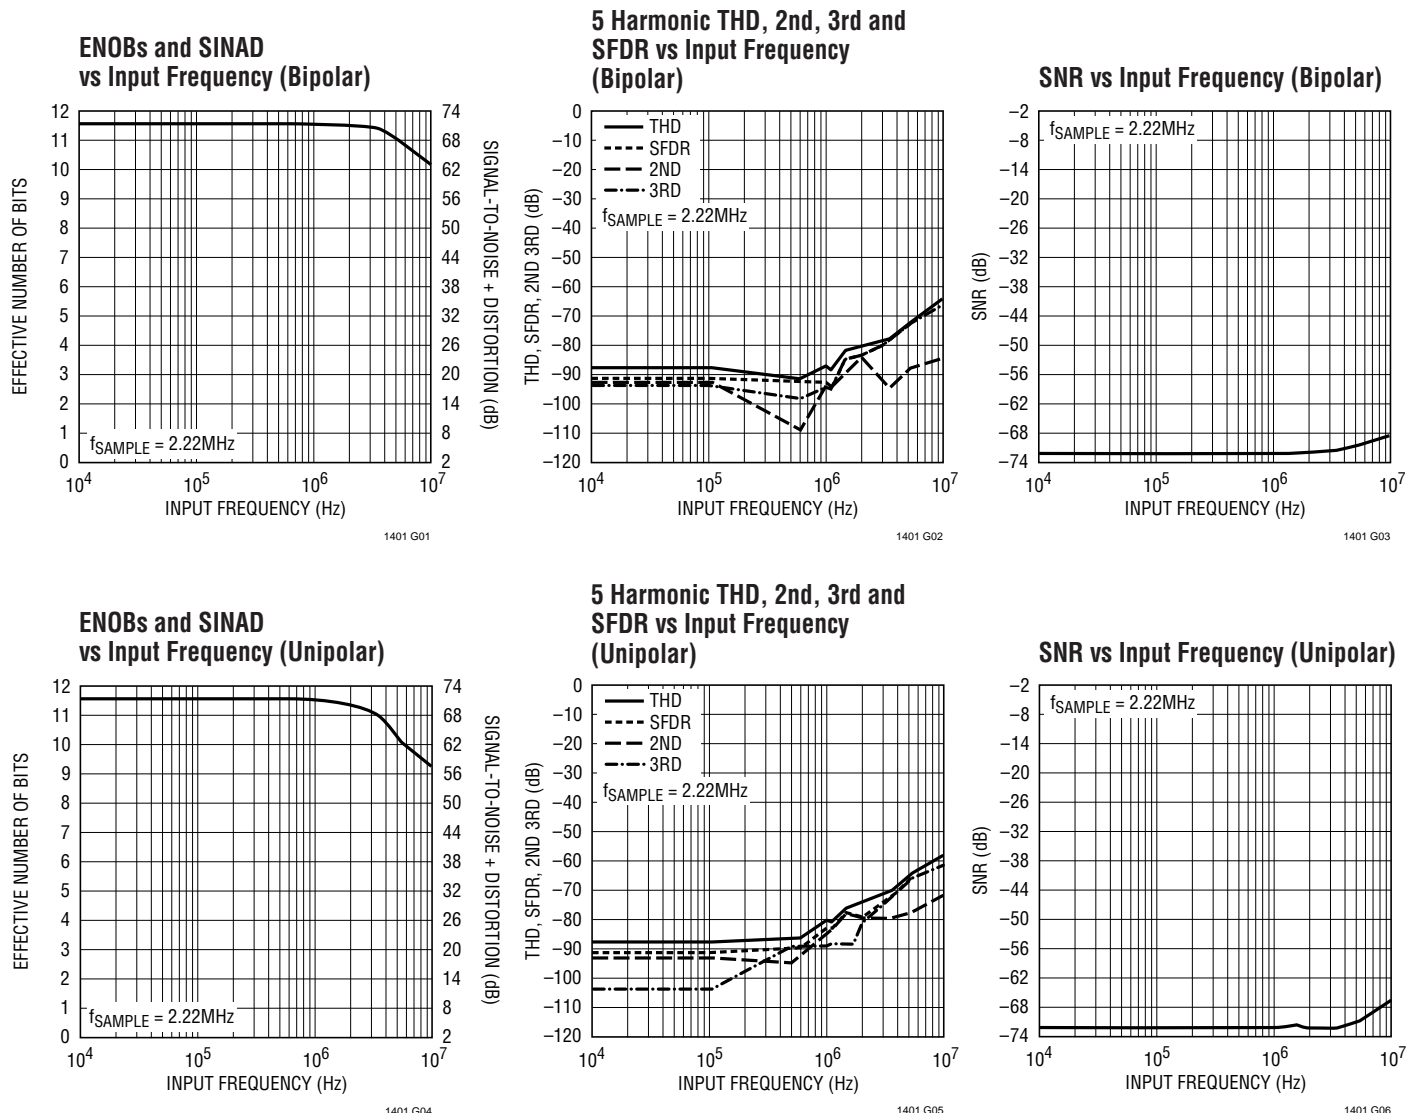 ENOBs and SINAD
vs Input Frequency (Bipolar)
12
11
10
9
8
7
6
5
4
3
2
1
0
EFFECTIVE NUMBER OF BITS
74
68
62
56
50
44
38
32
26
20
14
8
2
SIGNAL-TO-NOISE + DISTORTION (dB)
fSAMPLE = 2.22MHz
10^4 10^5 10^6 10^7
INPUT FREQUENCY (Hz)
1401 G01
5 Harmonic THD, 2nd, 3rd and
SFDR vs Input Frequency
(Bipolar)
0
–10
–20
–30
–40
–50
–60
–70
–80
–90
–100
–110
–120
THD, SFDR, 2ND 3RD (dB)
THD
SFDR
2ND
3RD
fSAMPLE = 2.22MHz
10^4 10^5 10^6 10^7
INPUT FREQUENCY (Hz)
1401 G02
SNR vs Input Frequency (Bipolar)
–2
–8
–14
–20
–26
–32
–38
–44
–50
–56
–62
–68
–74
SNR (dB)
fSAMPLE = 2.22MHz
10^4 10^5 10^6 10^7
INPUT FREQUENCY (Hz)
1401 G03
ENOBs and SINAD
vs Input Frequency (Unipolar)
12
11
10
9
8
7
6
5
4
3
2
1
0
EFFECTIVE NUMBER OF BITS
74
68
62
56
50
44
38
32
26
20
14
8
2
SIGNAL-TO-NOISE + DISTORTION (dB)
fSAMPLE = 2.22MHz
10^4 10^5 10^6 10^7
INPUT FREQUENCY (Hz)
1401 G04
5 Harmonic THD, 2nd, 3rd and
SFDR vs Input Frequency
(Unipolar)
0
–10
–20
–30
–40
–50
–60
–70
–80
–90
–100
–110
–120
THD, SFDR, 2ND 3RD (dB)
THD
SFDR
2ND
3RD
fSAMPLE = 2.22MHz
10^4 10^5 10^6 10^7
INPUT FREQUENCY (Hz)
1401 G05
SNR vs Input Frequency (Unipolar)
–2
–8
–14
–20
–26
–32
–38
–44
–50
–56
–62
–68
–74
SNR (dB)
fSAMPLE = 2.22MHz
10^4 10^5 10^6 10^7
INPUT FREQUENCY (Hz)
1401 G06